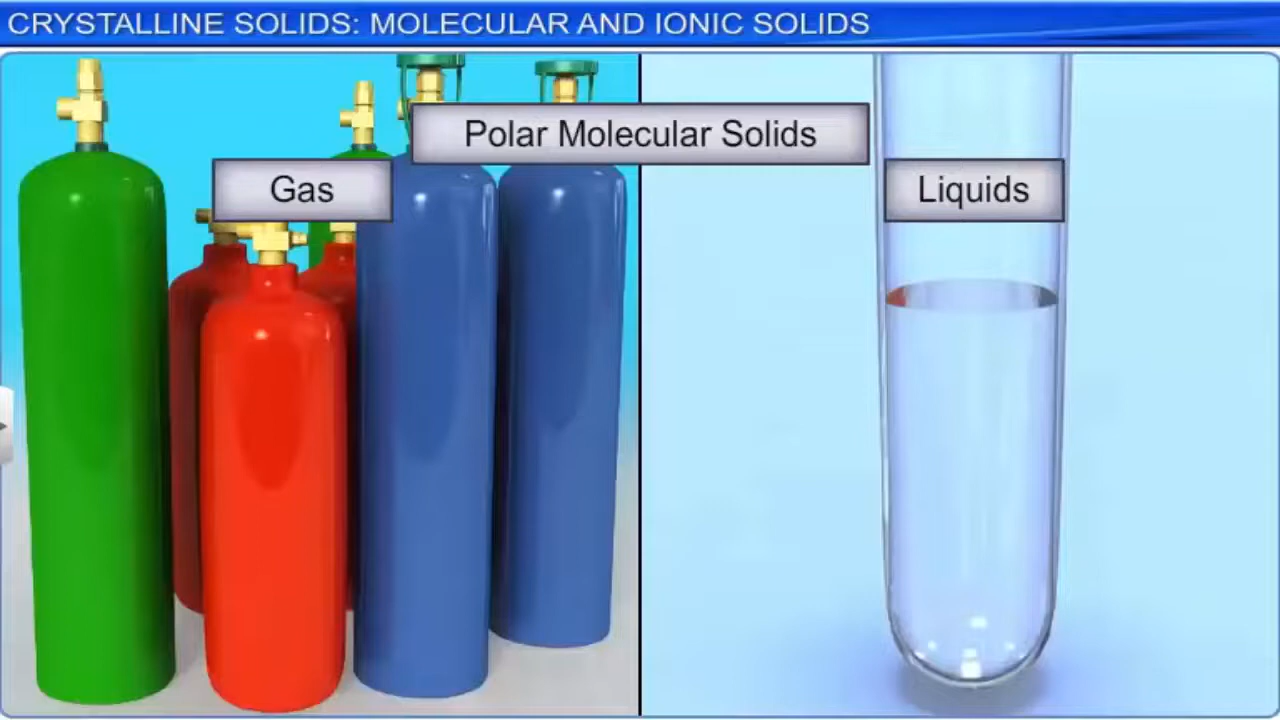 CRYSTALLINE SOLIDS: MOLECULAR AND IONIC SOLIDS
Polar Molecular Solids
Gas
Liquids